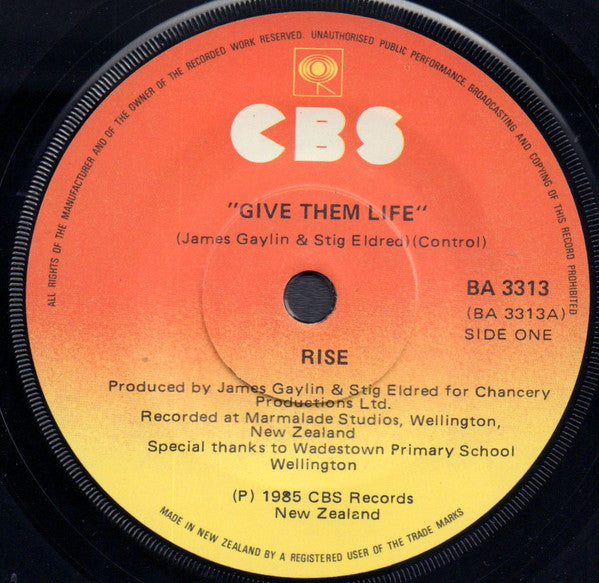 ALL RIGHTS OF THE MANUFACTURER AND OF THE OWNER OF THE RECORDED WORK RESERVED. UNAUTHORISED PUBLIC PERFORMANCE BROADCASTING AND COPYING OF THIS RECORD PROHIBITED
CBS
"GIVE THEM LIFE"
(James Gaylin & Stig Eldred)(Control)
BA 3313
(BA 3313A)
SIDE ONE
RISE
Produced by James Gaylin & Stig Eldred for Chancery
Productions Ltd.
Recorded at Marmalade Studios, Wellington,
New Zealand
Special thanks to Wadestown Primary School
Wellington
(P) 1985 CBS Records
New Zealand
MADE IN NEW ZEALAND BY A REGISTERED USER OF THE TRADE MARKS